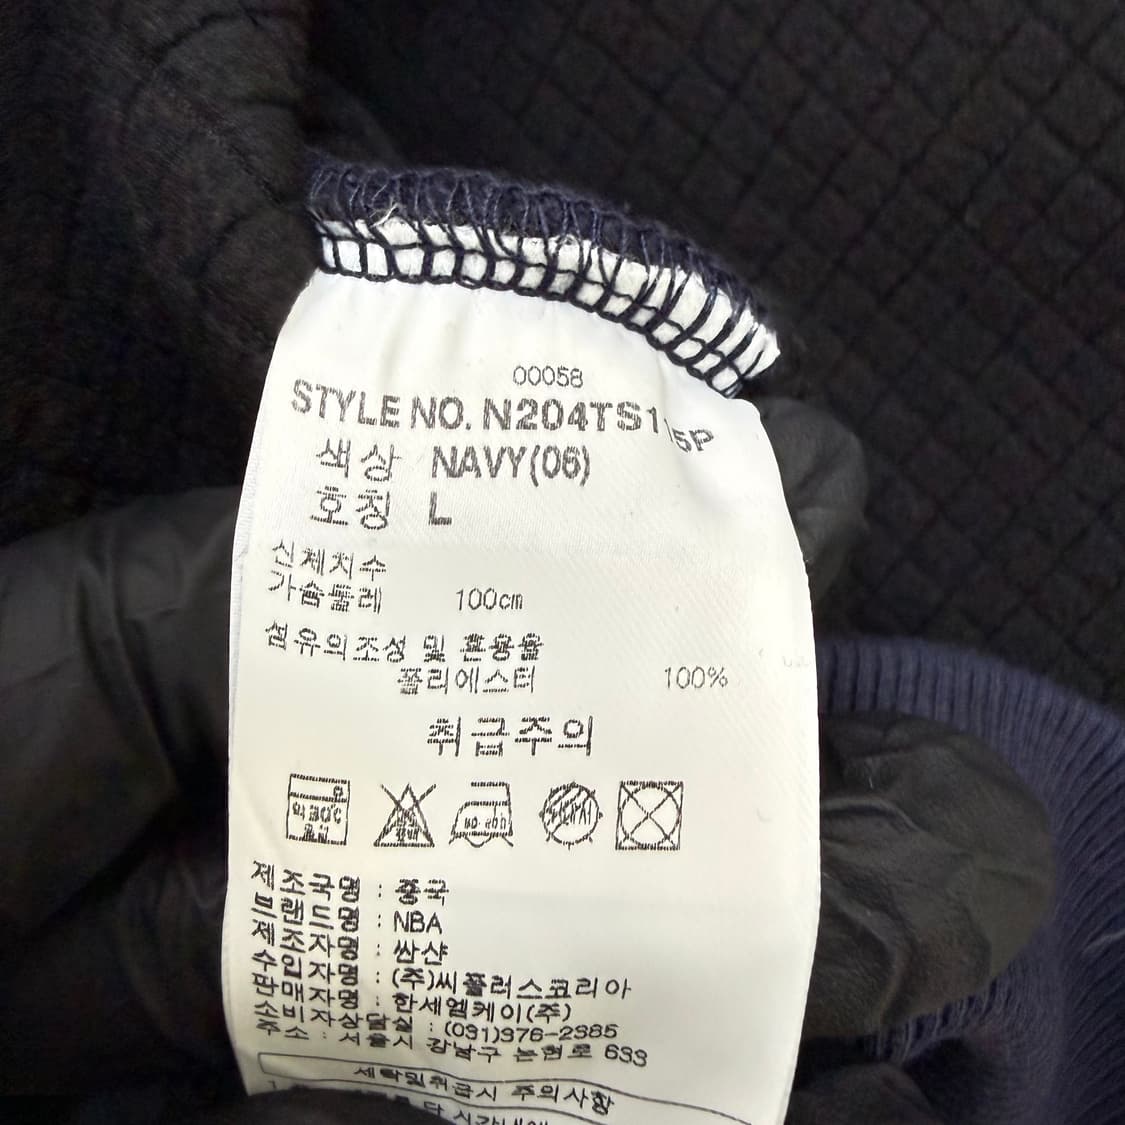 00058
STYLE NO. N204TS115P
색상 NAVY(06)
호칭 L
신체치수
가슴둘레 100cm
섬유의조성 및 혼용율
폴리에스터 100%
취급주의
제조국명 : 중국
브랜드명 : NBA
제조자명 : 싼샨
수입자명 : (주)씨플러스코리아
판매자명 : 한세엠케이(주)
소비자상담실 : (031)376-2385
주소 : 서울시 강남구 논현로 633
세탁및취급시 주의사항